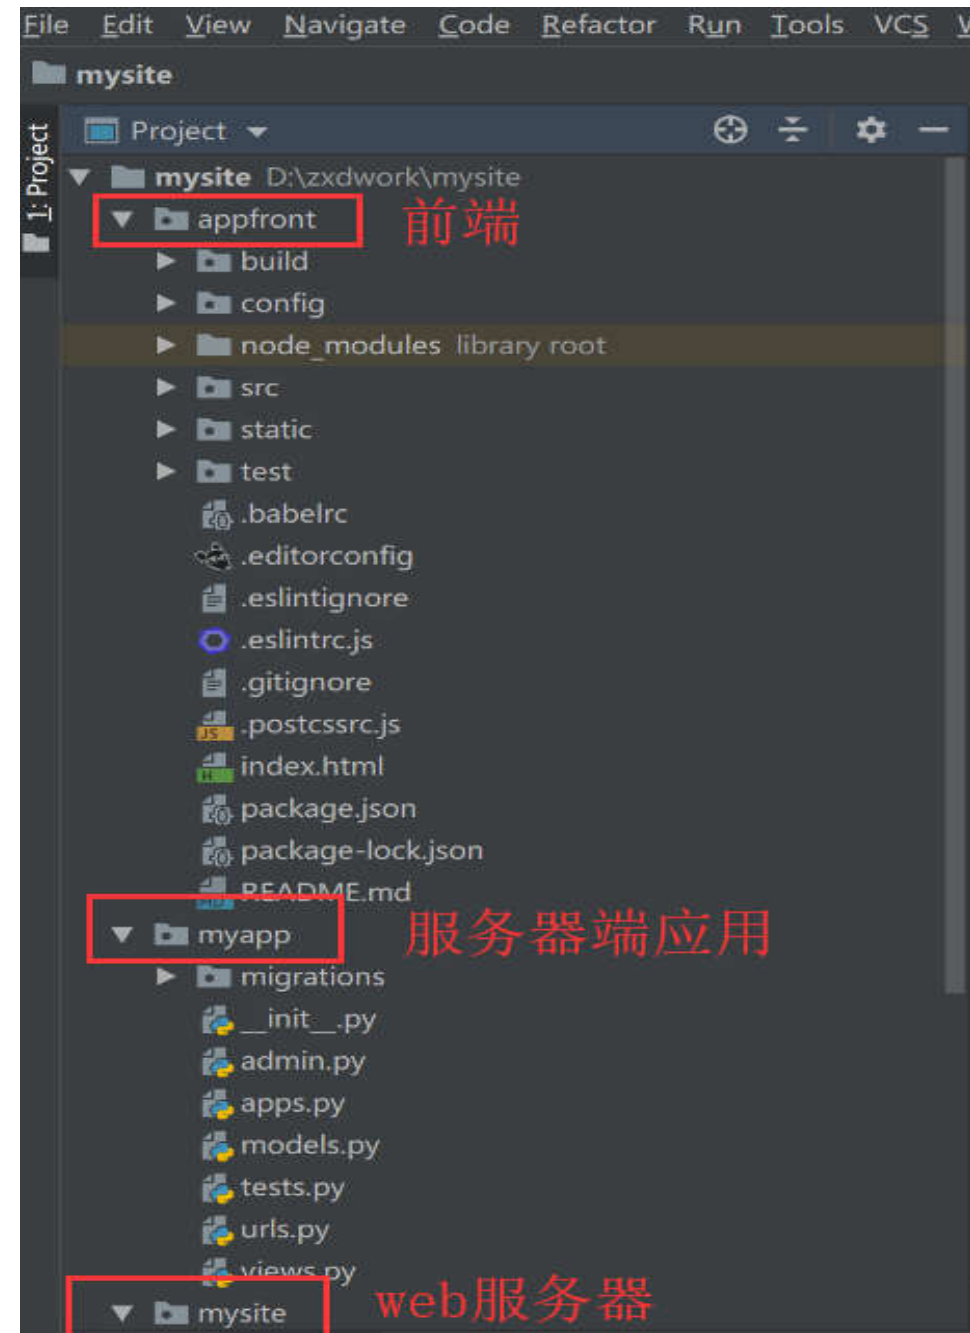 File Edit View Navigate Code Refactor Run Tools VCS
mysite
Project
1: Project
mysite D:\zxdwork\mysite
appfront 前端
build
config
node_modules library root
src
static
test
.babelrc
.editorconfig
.eslintignore
.eslintrc.js
.gitignore
.postcssrc.js
index.html
package.json
package-lock.json
README.md
myapp 服务器端应用
migrations
__init__.py
admin.py
apps.py
models.py
tests.py
urls.py
views.py
mysite web服务器